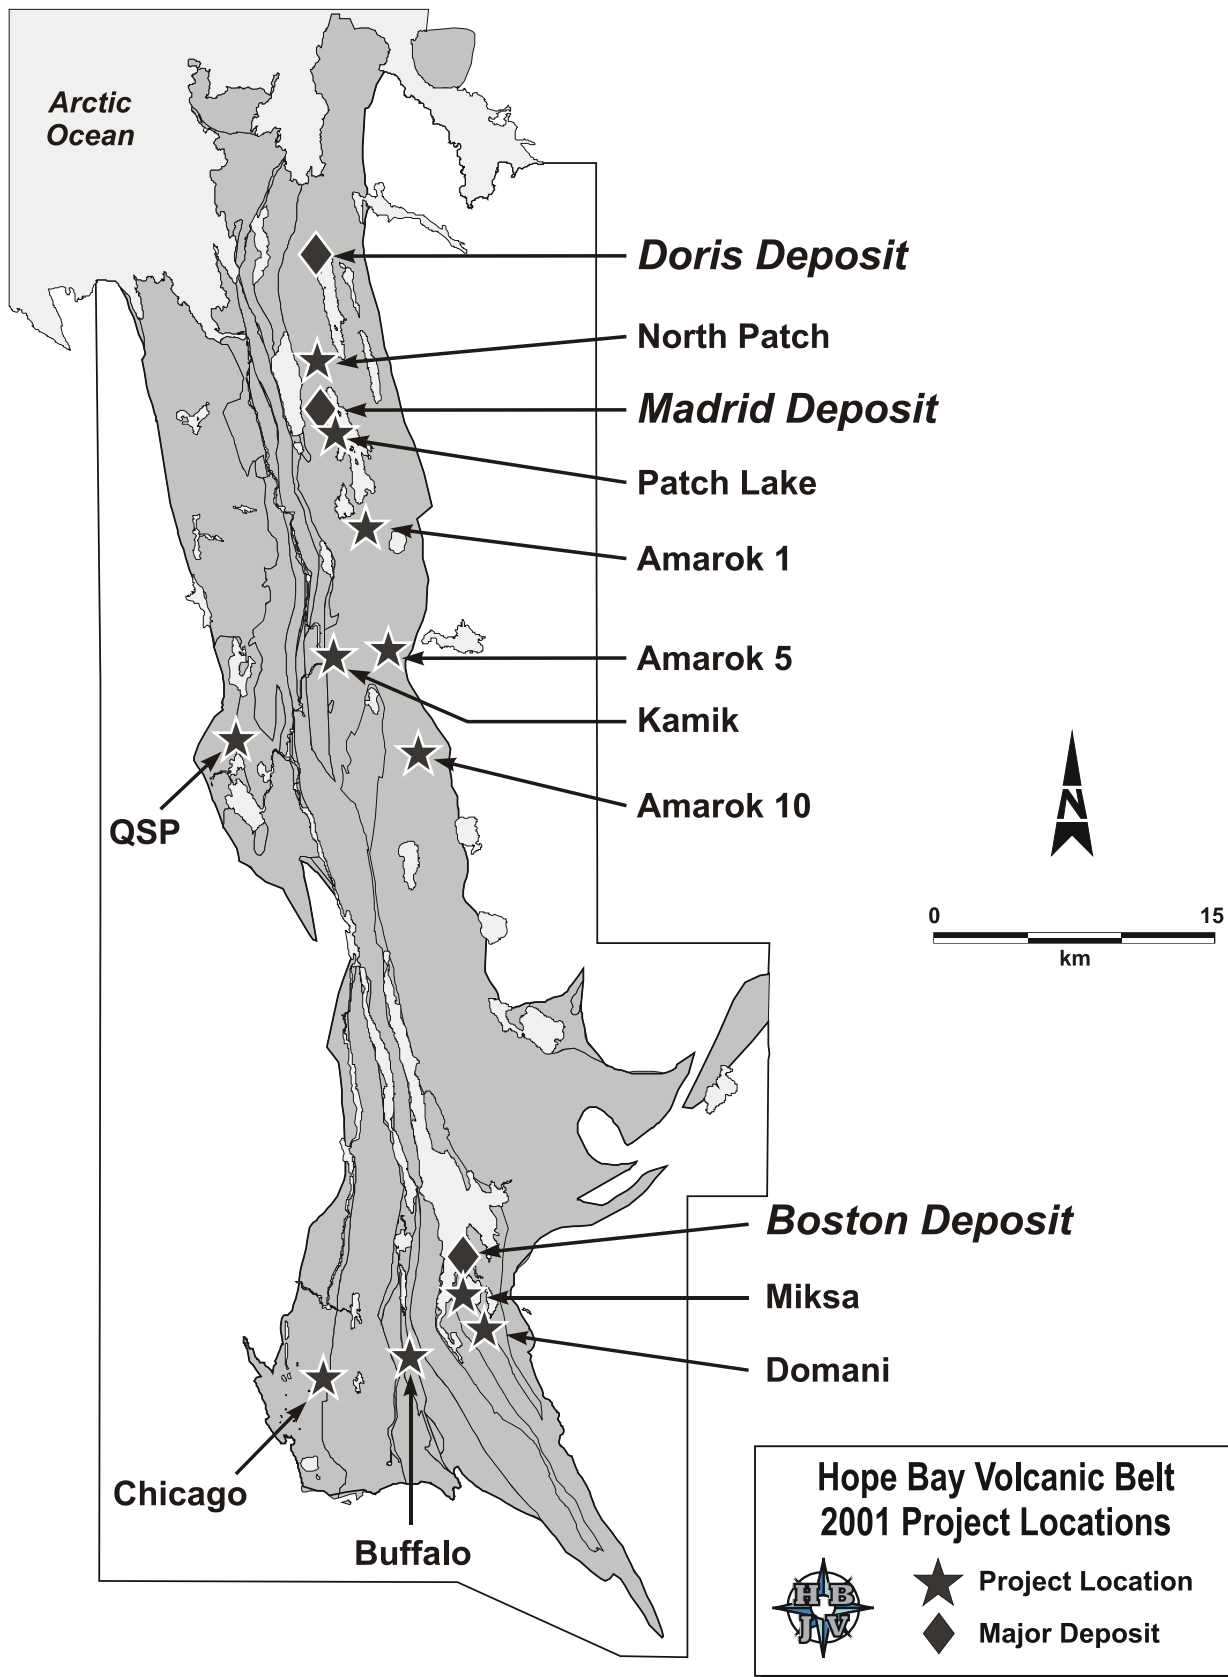 Arctic
Ocean
Doris Deposit
North Patch
Madrid Deposit
Patch Lake
Amarok 1
Amarok 5
Kamik
Amarok 10
QSP
N
0 15
km
Boston Deposit
Miksa
Domani
Chicago
Buffalo
Hope Bay Volcanic Belt
2001 Project Locations
H B
J V
Project Location
Major Deposit